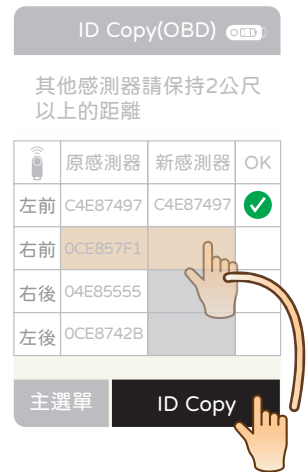 ID Copy(OBD)
其他感測器請保持2公尺
以上的距離
原感測器 新感測器 OK
左前 C4E87497 C4E87497
右前 0CE857F1
右後 04E85555
左後 0CE8742B
主選單 ID Copy